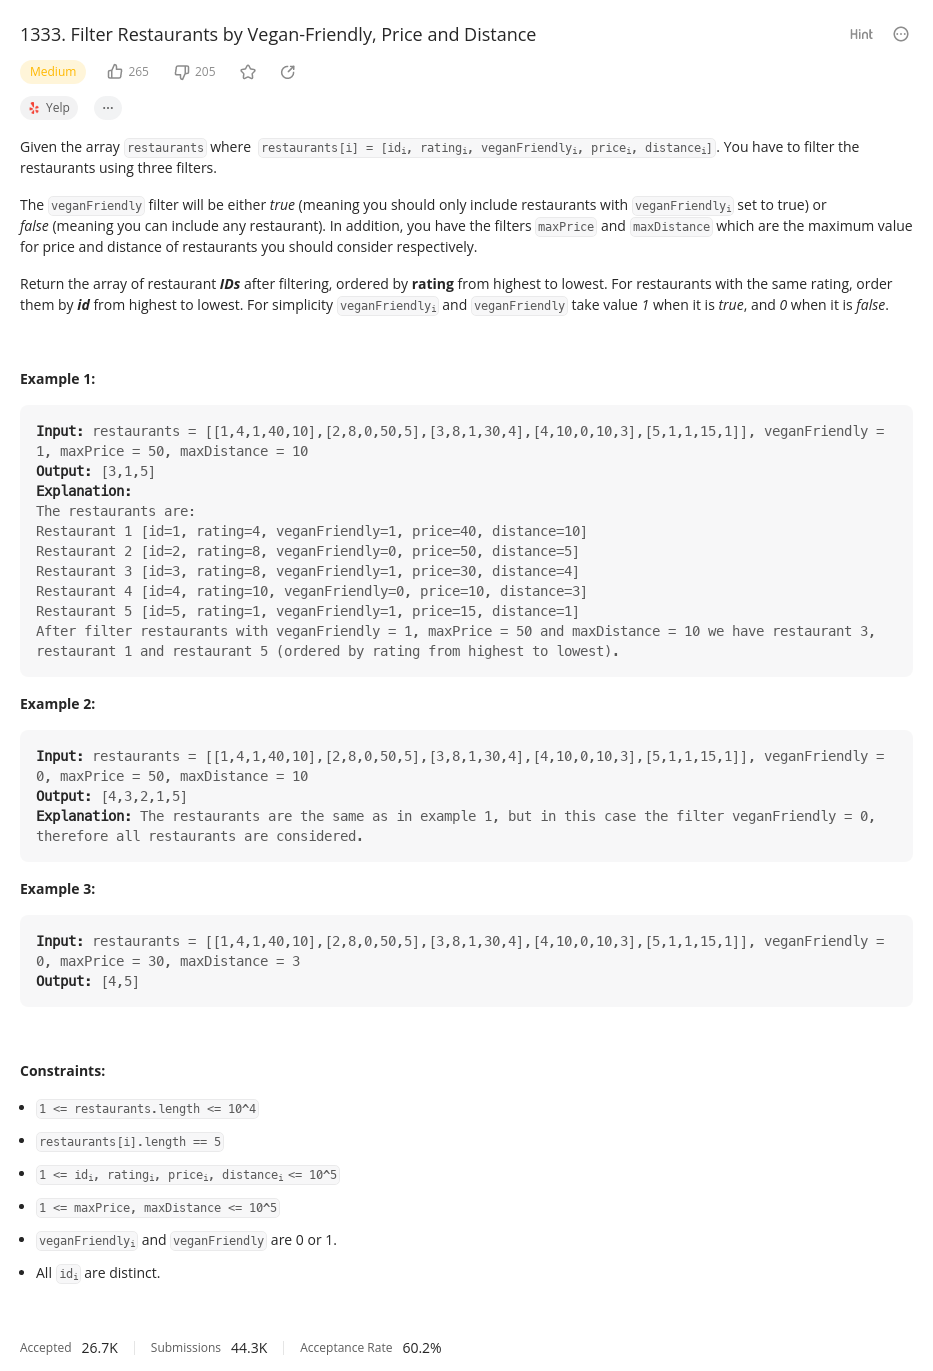 1333. Filter Restaurants by Vegan-Friendly, Price and Distance
Hint
Medium 265 205
Yelp ...
Given the array restaurants where restaurants[i] = [idi, ratingi, veganFriendlyi, pricei, distancei]. You have to filter the
restaurants using three filters.
The veganFriendly filter will be either true (meaning you should only include restaurants with veganFriendlyi set to true) or
false (meaning you can include any restaurant). In addition, you have the filters maxPrice and maxDistance which are the maximum value
for price and distance of restaurants you should consider respectively.
Return the array of restaurant IDs after filtering, ordered by rating from highest to lowest. For restaurants with the same rating, order
them by id from highest to lowest. For simplicity veganFriendlyi and veganFriendly take value 1 when it is true, and 0 when it is false.
Example 1:
Input: restaurants = [[1,4,1,40,10],[2,8,0,50,5],[3,8,1,30,4],[4,10,0,10,3],[5,1,1,15,1]], veganFriendly =
1, maxPrice = 50, maxDistance = 10
Output: [3,1,5]
Explanation:
The restaurants are:
Restaurant 1 [id=1, rating=4, veganFriendly=1, price=40, distance=10]
Restaurant 2 [id=2, rating=8, veganFriendly=0, price=50, distance=5]
Restaurant 3 [id=3, rating=8, veganFriendly=1, price=30, distance=4]
Restaurant 4 [id=4, rating=10, veganFriendly=0, price=10, distance=3]
Restaurant 5 [id=5, rating=1, veganFriendly=1, price=15, distance=1]
After filter restaurants with veganFriendly = 1, maxPrice = 50 and maxDistance = 10 we have restaurant 3,
restaurant 1 and restaurant 5 (ordered by rating from highest to lowest).
Example 2:
Input: restaurants = [[1,4,1,40,10],[2,8,0,50,5],[3,8,1,30,4],[4,10,0,10,3],[5,1,1,15,1]], veganFriendly =
0, maxPrice = 50, maxDistance = 10
Output: [4,3,2,1,5]
Explanation: The restaurants are the same as in example 1, but in this case the filter veganFriendly = 0,
therefore all restaurants are considered.
Example 3:
Input: restaurants = [[1,4,1,40,10],[2,8,0,50,5],[3,8,1,30,4],[4,10,0,10,3],[5,1,1,15,1]], veganFriendly =
0, maxPrice = 30, maxDistance = 3
Output: [4,5]
Constraints:
1 <= restaurants.length <= 10^4
restaurants[i].length == 5
1 <= idi, ratingi, pricei, distancei <= 10^5
1 <= maxPrice, maxDistance <= 10^5
veganFriendlyi and veganFriendly are 0 or 1.
All idi are distinct.
Accepted 26.7K Submissions 44.3K Acceptance Rate 60.2%